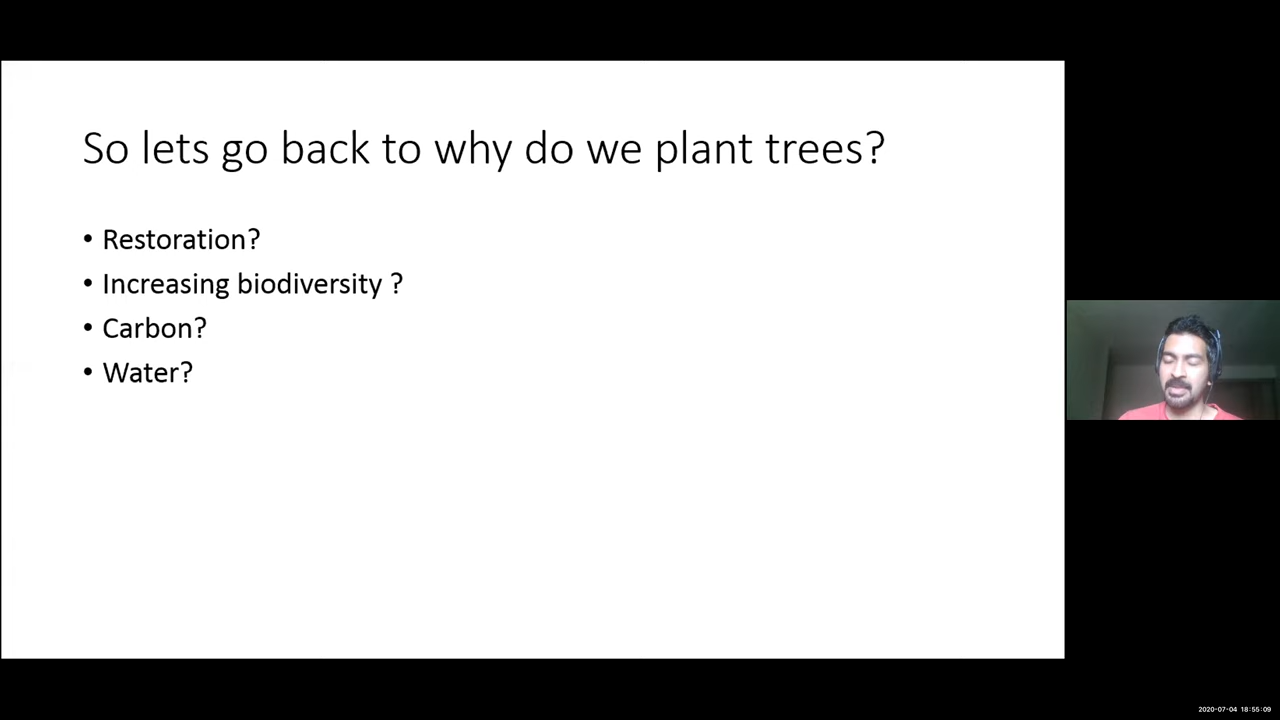 So lets go back to why do we plant trees?
• Restoration?
• Increasing biodiversity ?
• Carbon?
• Water?
2020-07-04 18:55:09